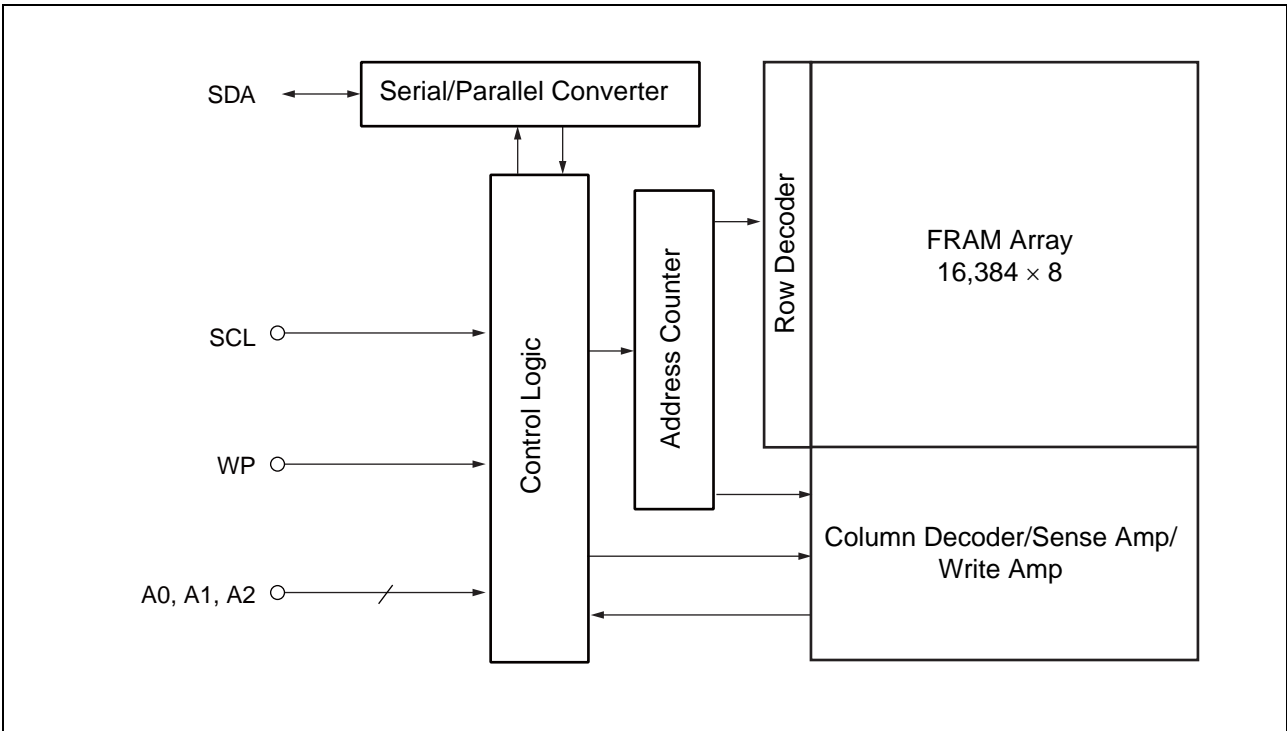 SDA
Serial/Parallel Converter
SCL
WP
A0, A1, A2
Control Logic
Address Counter
Row Decoder
FRAM Array
16,384 × 8
Column Decoder/Sense Amp/
Write Amp